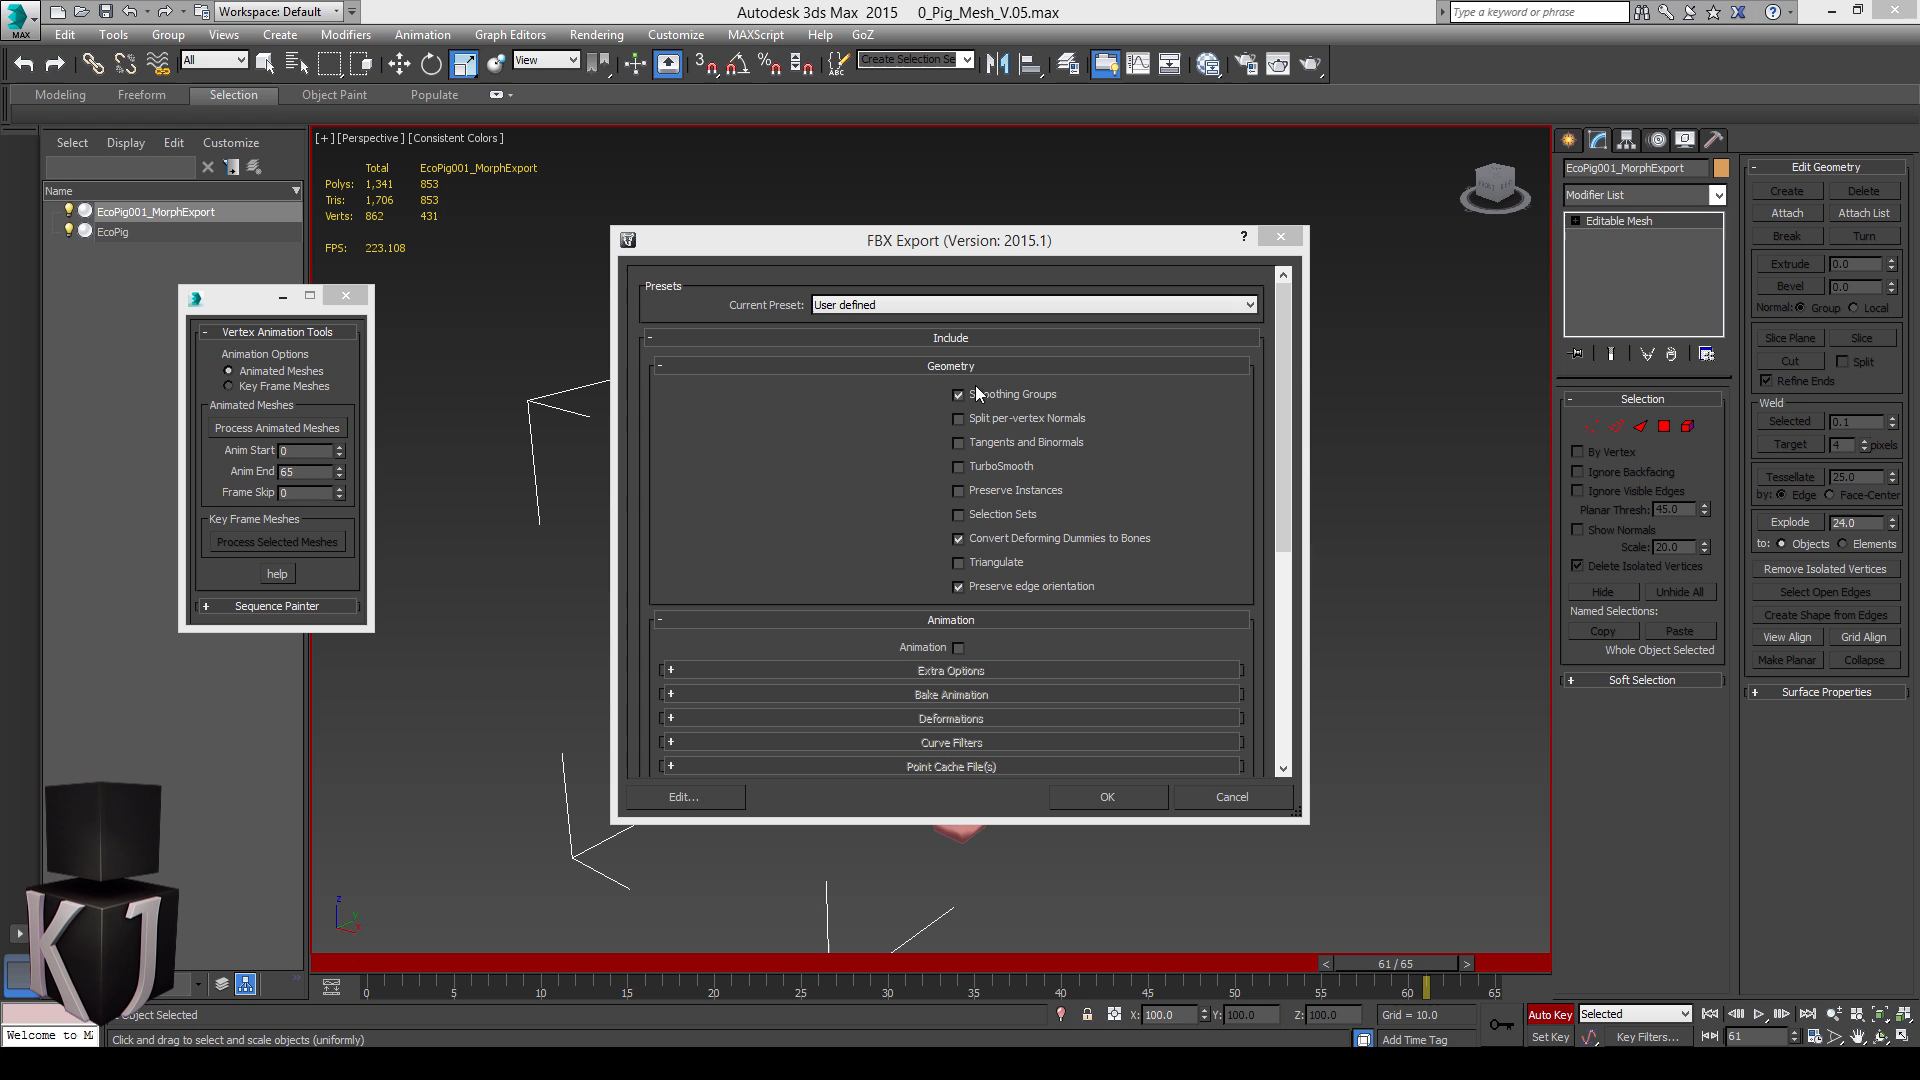 Workspace: Default
Autodesk 3ds Max 2015 0_Pig_Mesh_V.05.max
Type a keyword or phrase
MAX
Edit Tools Group Views Create Modifiers Animation Graph Editors Rendering Customize MAXScript Help GoZ
All
View
3
ABC
Create Selection Se
Modeling Freeform Selection Object Paint Populate
Select Display Edit Customize
Name
EcoPig001_MorphExport
EcoPig
[+] [Perspective] [Consistent Colors]
Total EcoPig001_MorphExport
Polys: 1,341 853
Tris: 1,706 853
Verts: 862 431
FPS: 223.108
Vertex Animation Tools
Animation Options
Animated Meshes
Key Frame Meshes
Animated Meshes
Process Animated Meshes
Anim Start 0
Anim End 65
Frame Skip 0
Key Frame Meshes
Process Selected Meshes
help
+ Sequence Painter
FBX Export (Version: 2015.1)
?
Presets
Current Preset: User defined
- Include
- Geometry
Smoothing Groups
Split per-vertex Normals
Tangents and Binormals
TurboSmooth
Preserve Instances
Selection Sets
Convert Deforming Dummies to Bones
Triangulate
Preserve edge orientation
- Animation
Animation
+ Extra Options
+ Bake Animation
+ Deformations
+ Curve Filters
+ Point Cache File(s)
Edit...
OK
Cancel
EcoPig001_MorphExport
Modifier List
Editable Mesh
- Selection
By Vertex
Ignore Backfacing
Ignore Visible Edges
Planar Thresh: 45.0
Show Normals
Scale: 20.0
Delete Isolated Vertices
Hide Unhide All
Named Selections:
Copy Paste
Whole Object Selected
+ Soft Selection
- Edit Geometry
Create Delete
Attach Attach List
Break Turn
Extrude 0.0
Bevel 0.0
Normal: Group Local
Slice Plane Slice
Cut Split
Refine Ends
Weld
Selected 0.1
Target 4 pixels
Tessellate 25.0
by: Edge Face-Center
Explode 24.0
to: Objects Elements
Remove Isolated Vertices
Select Open Edges
Create Shape from Edges
View Align Grid Align
Make Planar Collapse
+ Surface Properties
KJ
z
y
x
< 61 / 65 >
0 5 10 15 20 25 30 35 40 45 50 55 60 65
Object Selected
X: 100.0 Y: 100.0 Z: 100.0 Grid = 10.0
Auto Key Selected
Welcome to M
Click and drag to select and scale objects (uniformly)
Add Time Tag
Set Key Key Filters... 61